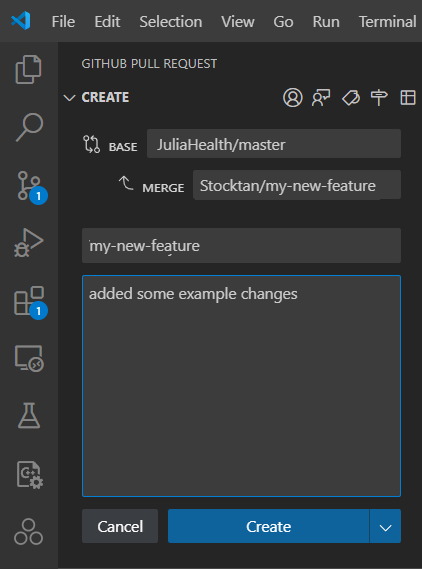 File Edit Selection View Go Run Terminal
GITHUB PULL REQUEST
CREATE
BASE JuliaHealth/master
MERGE Stocktan/my-new-feature
my-new-feature
added some example changes
1
1
C++
Cancel Create